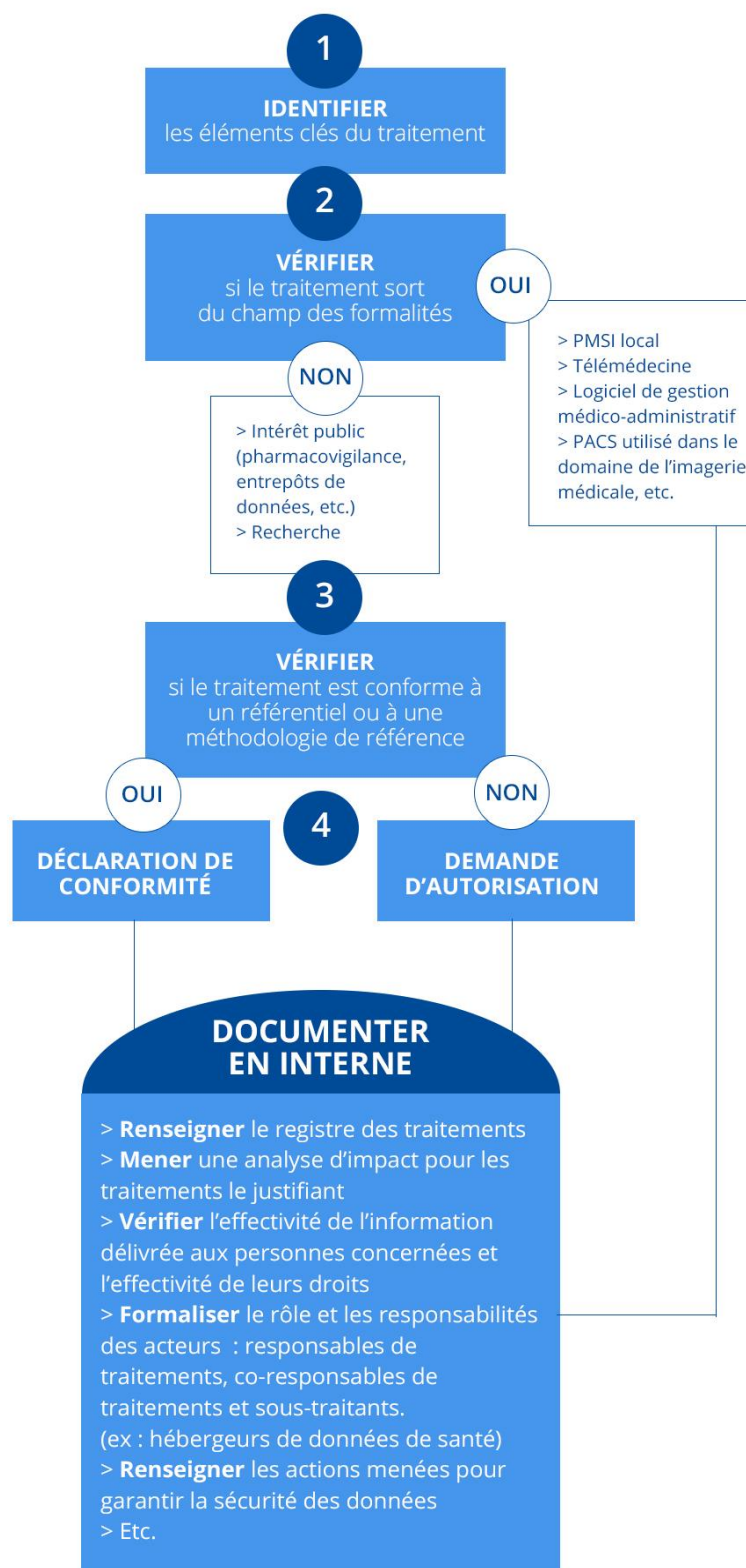 1
IDENTIFIER
les éléments clés du traitement
2
VÉRIFIER
si le traitement sort
du champ des formalités
OUI
> PMSI local
> Télémédecine
> Logiciel de gestion
médico-administratif
> PACS utilisé dans le
domaine de l’imagerie
médicale, etc.
NON
> Intérêt public
(pharmacovigilance,
entrepôts de
données, etc.)
> Recherche
3
VÉRIFIER
si le traitement est conforme à
un référentiel ou à une
méthodologie de référence
OUI
DÉCLARATION DE
CONFORMITÉ
4
NON
DEMANDE
D’AUTORISATION
DOCUMENTER
EN INTERNE
> Renseigner le registre des traitements
> Mener une analyse d’impact pour les
traitements le justifiant
> Vérifier l’effectivité de l’information
délivrée aux personnes concernées et
l’effectivité de leurs droits
> Formaliser le rôle et les responsabilités
des acteurs : responsables de
traitements, co-responsables de
traitements et sous-traitants.
(ex : hébergeurs de données de santé)
> Renseigner les actions menées pour
garantir la sécurité des données
> Etc.